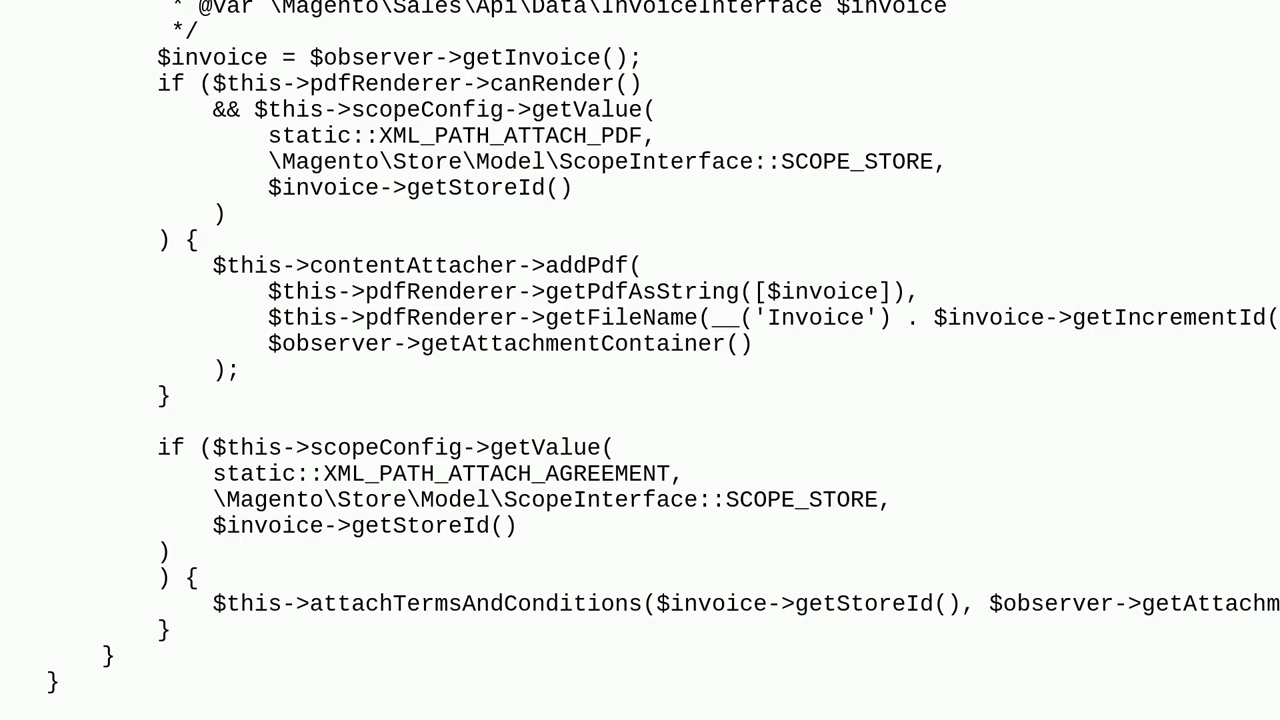 * @var \Magento\Sales\Api\Data\InvoiceInterface $invoice
*/
$invoice = $observer->getInvoice();
if ($this->pdfRenderer->canRender()
&& $this->scopeConfig->getValue(
static::XML_PATH_ATTACH_PDF,
\Magento\Store\Model\ScopeInterface::SCOPE_STORE,
$invoice->getStoreId()
)
) {
$this->contentAttacher->addPdf(
$this->pdfRenderer->getPdfAsString([$invoice]),
$this->pdfRenderer->getFileName(__('Invoice') . $invoice->getIncrementId(
$observer->getAttachmentContainer()
);
}
if ($this->scopeConfig->getValue(
static::XML_PATH_ATTACH_AGREEMENT,
\Magento\Store\Model\ScopeInterface::SCOPE_STORE,
$invoice->getStoreId()
)
) {
$this->attachTermsAndConditions($invoice->getStoreId(), $observer->getAttachm
}
}
}